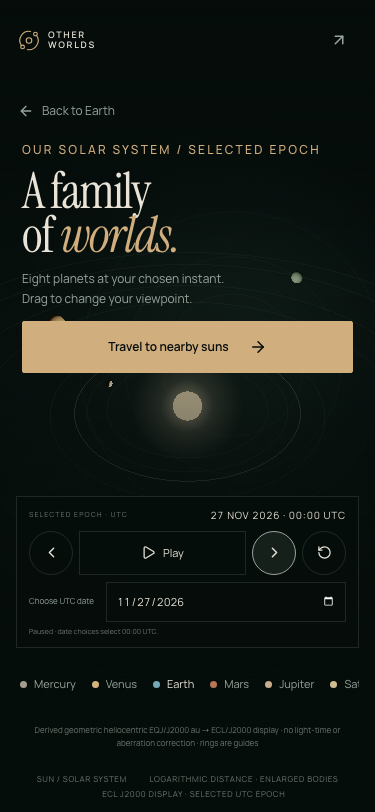 OTHER
WORLDS
Back to Earth
OUR SOLAR SYSTEM / SELECTED EPOCH
A family
of worlds.
Eight planets at your chosen instant.
Drag to change your viewpoint.
Travel to nearby suns
SELECTED EPOCH · UTC
27 NOV 2026 · 00:00 UTC
Play
Choose UTC date
11/27/2026
Paused · date choices select 00:00 UTC.
Mercury Venus Earth Mars Jupiter Sat
Derived geometric heliocentric EQJ/J2000 au → ECL/J2000 display · no light-time or
aberration correction · rings are guides
SUN / SOLAR SYSTEM LOGARITHMIC DISTANCE · ENLARGED BODIES
ECL J2000 DISPLAY · SELECTED UTC EPOCH